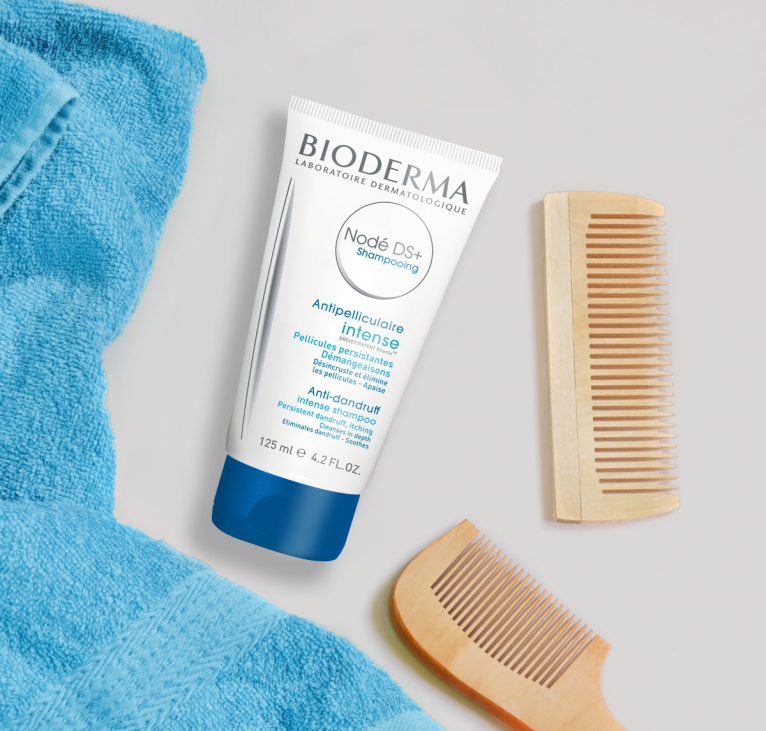 BIODERMA
LABORATOIRE DERMATOLOGIQUE
Nodé DS+
Shampooing
Antipelliculaire
intense
Pellicules persistantes
Démangeaisons
Désincruste et élimine
les pellicules - Apaise
Anti-dandruff
intense shampoo
Persistent dandruff, itching
Cleanses in depth
Eliminates dandruff - Soothes
125 ml e 4.2 FL.OZ.